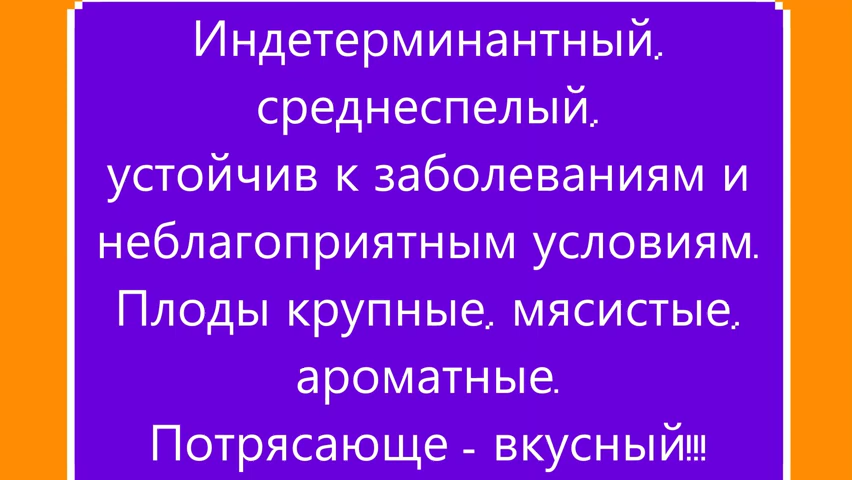 Индетерминантный,
среднеспелый,
устойчив к заболеваниям и
неблагоприятным условиям.
Плоды крупные, мясистые,
ароматные.
Потрясающе - вкусный!!!